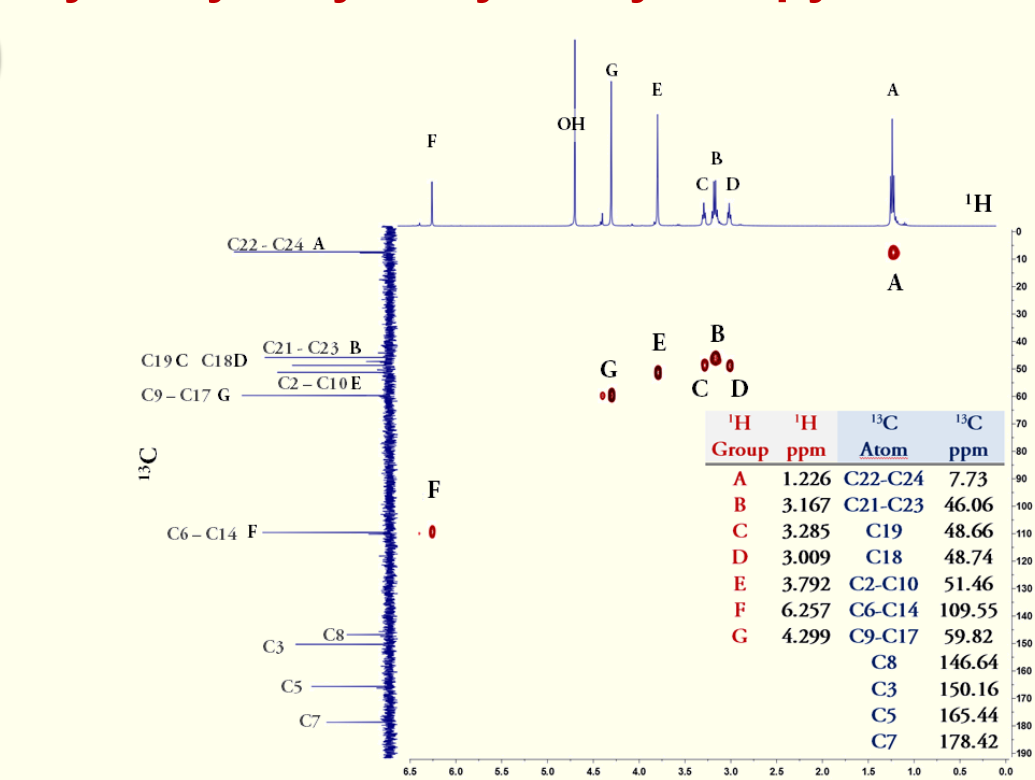 G
E
A
OH
F
B
C D
¹H
C22 - C24 A
A
C21 - C23 B
C19 C C18 D
C2 – C10 E
C9 – C17 G
B
E
G
C D
¹³C
F
C6 – C14 F
C8
C3
C5
C7
¹H Group ¹H ppm ¹³C Atom ¹³C ppm
A 1.226 C22-C24 7.73
B 3.167 C21-C23 46.06
C 3.285 C19 48.66
D 3.009 C18 48.74
E 3.792 C2-C10 51.46
F 6.257 C6-C14 109.55
G 4.299 C9-C17 59.82
C8 146.64
C3 150.16
C5 165.44
C7 178.42
0
10
20
30
40
50
60
70
80
90
100
110
120
130
140
150
160
170
180
190
6.5 6.0 5.5 5.0 4.5 4.0 3.5 3.0 2.5 2.0 1.5 1.0 0.5 0.0